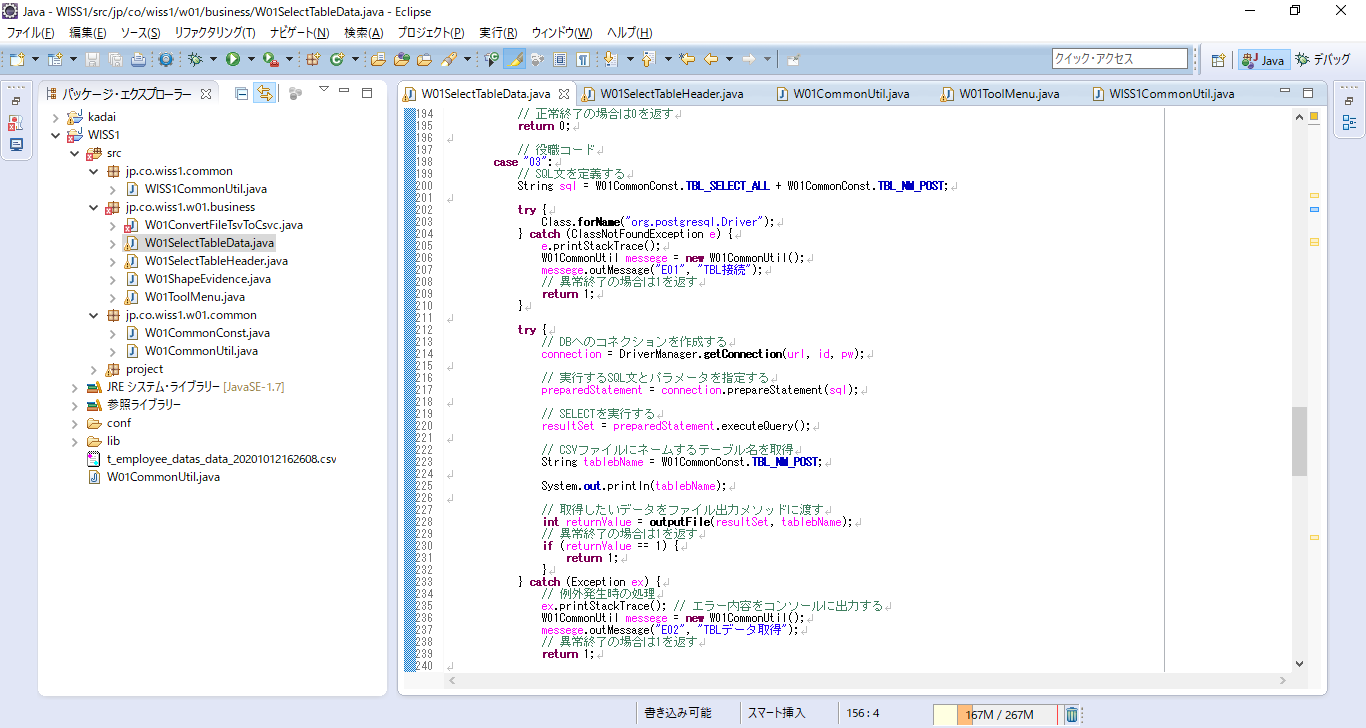 Java - WISS1/src/jp/co/wiss1/w01/business/W01SelectTableData.java - Eclipse
ファイル(F) 編集(E) ソース(S) リファクタリング(T) ナビゲート(N) 検索(A) プロジェクト(P) 実行(R) ウィンドウ(W) ヘルプ(H)
クイック・アクセス Java デバッグ
パッケージ・エクスプローラー
kadai
WISS1
src
jp.co.wiss1.common
WISS1CommonUtil.java
jp.co.wiss1.w01.business
W01ConvertFileTsvToCsvc.java
W01SelectTableData.java
W01SelectTableHeader.java
W01ShapeEvidence.java
W01ToolMenu.java
jp.co.wiss1.w01.common
W01CommonConst.java
W01CommonUtil.java
project
JRE システム・ライブラリー [JavaSE-1.7]
参照ライブラリー
conf
lib
t_employee_datas_data_20201012162608.csv
W01CommonUtil.java
W01SelectTableData.java W01SelectTableHeader.java W01CommonUtil.java W01ToolMenu.java WISS1CommonUtil.java
194 // 正常終了の場合は0を返す
195 return 0;
196
197 // 役職コード
198 case "03":
199 // SQL文を定義する
200 String sql = W01CommonConst.TBL_SELECT_ALL + W01CommonConst.TBL_NM_POST;
201
202 try {
203 Class.forName("org.postgresql.Driver");
204 } catch (ClassNotFoundException e) {
205 e.printStackTrace();
206 W01CommonUtil messege = new W01CommonUtil();
207 messege.outMessage("E01", "TBL接続");
208 // 異常終了の場合は1を返す
209 return 1;
210 }
211
212 try {
213 // DBへのコネクションを作成する
214 connection = DriverManager.getConnection(url, id, pw);
215
216 // 実行するSQL文とパラメータを指定する
217 preparedStatement = connection.prepareStatement(sql);
218
219 // SELECTを実行する
220 resultSet = preparedStatement.executeQuery();
221
222 // CSVファイルにネームするテーブル名を取得
223 String tablebName = W01CommonConst.TBL_NM_POST;
224
225 System.out.println(tablebName);
226
227 // 取得したいデータをファイル出力メソッドに渡す
228 int returnValue = outputFile(resultSet, tablebName);
229 // 異常終了の場合は1を返す
230 if (returnValue == 1) {
231 return 1;
232 }
233 } catch (Exception ex) {
234 // 例外発生時の処理
235 ex.printStackTrace(); // エラー内容をコンソールに出力する
236 W01CommonUtil messege = new W01CommonUtil();
237 messege.outMessage("E02", "TBLデータ取得");
238 // 異常終了の場合は1を返す
239 return 1;
240
書き込み可能 スマート挿入 156 : 4 167M / 267M